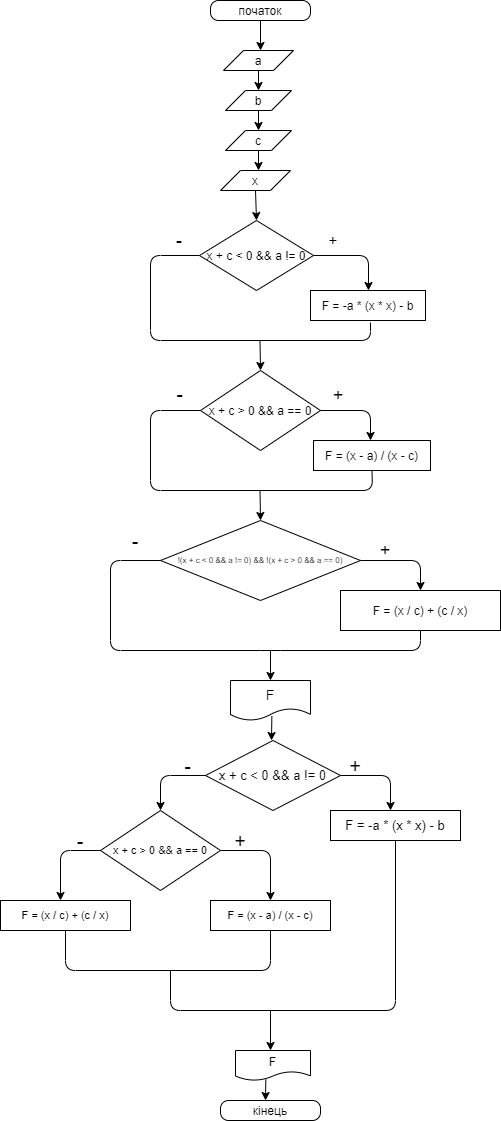 початок
a
b
c
x
x + c < 0 && a != 0
-
+
F = -a * (x * x) - b
x + c > 0 && a == 0
-
+
F = (x - a) / (x - c)
!(x + c < 0 && a != 0) && !(x + c > 0 && a == 0)
-
+
F = (x / c) + (c / x)
F
x + c < 0 && a != 0
-
+
F = -a * (x * x) - b
x + c > 0 && a == 0
-
+
F = (x / c) + (c / x)
F = (x - a) / (x - c)
F
кінець